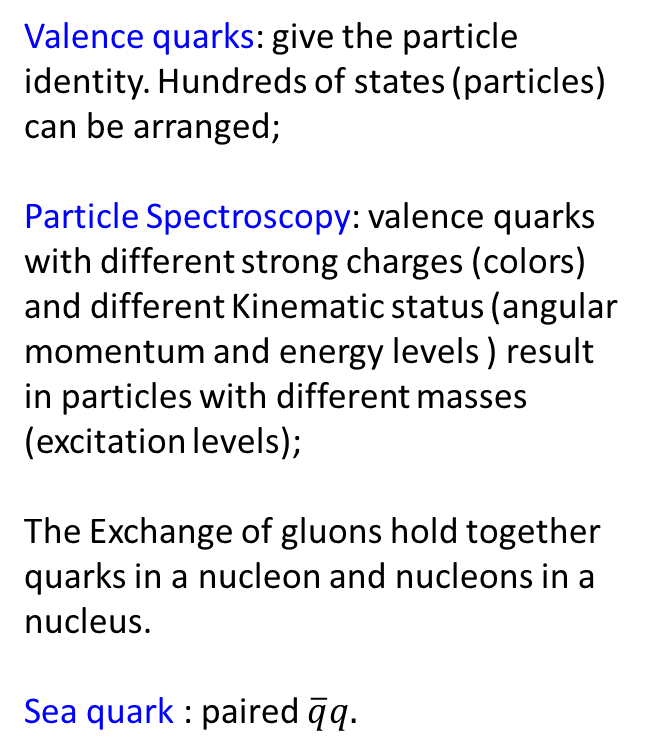 Valence quarks: give the particle
identity. Hundreds of states (particles)
can be arranged;
Particle Spectroscopy: valence quarks
with different strong charges (colors)
and different Kinematic status (angular
momentum and energy levels ) result
in particles with different masses
(excitation levels);
The Exchange of gluons hold together
quarks in a nucleon and nucleons in a
nucleus.
Sea quark : paired q̅q.